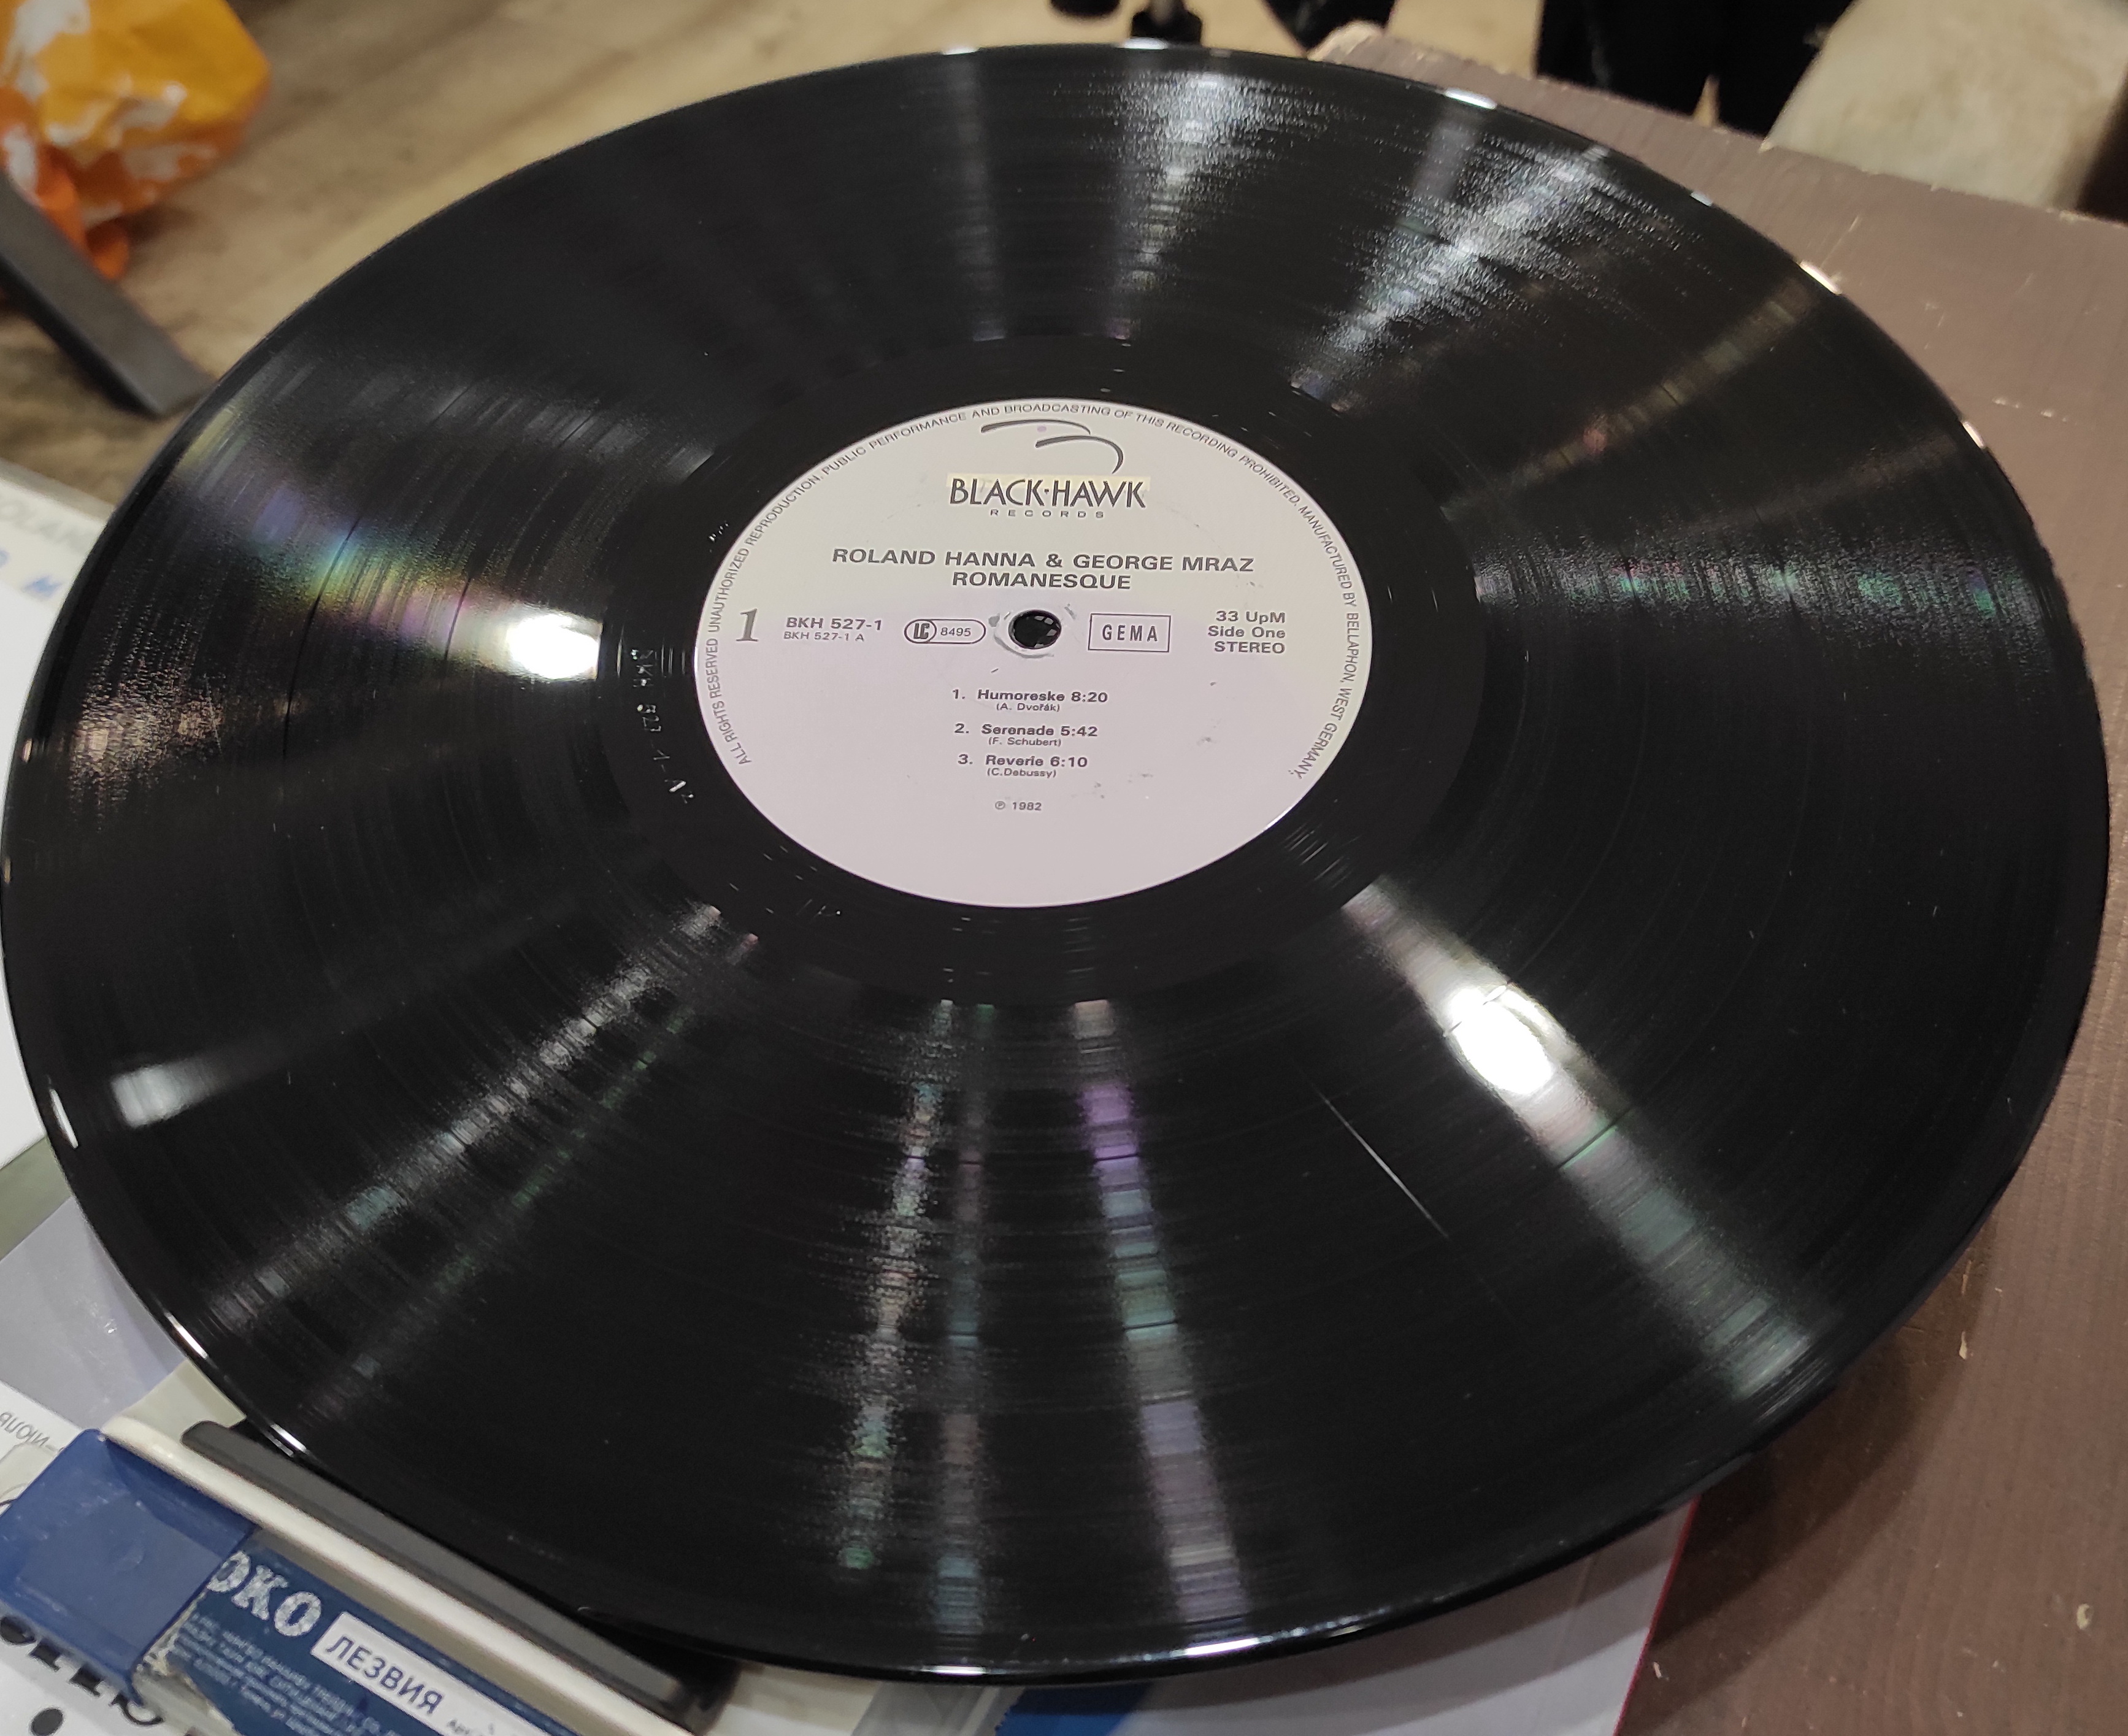 ALL RIGHTS RESERVED UNAUTHORIZED REPRODUCTION, PUBLIC PERFORMANCE AND BROADCASTING OF THIS RECORDING PROHIBITED. MANUFACTURED BY BELLAPHON, WEST GERMANY,
BLACK·HAWK
RECORDS
ROLAND HANNA & GEORGE MRAZ
ROMANESQUE
1
BKH 527-1
BKH 527-1 A
LC 8495
GEMA
33 UpM
Side One
STEREO
1. Humoreske 8:20
(A. Dvořák)
2. Serenade 5:42
(F. Schubert)
3. Reverie 6:10
(C.Debussy)
℗ 1982
ЛЕЗВИЯ